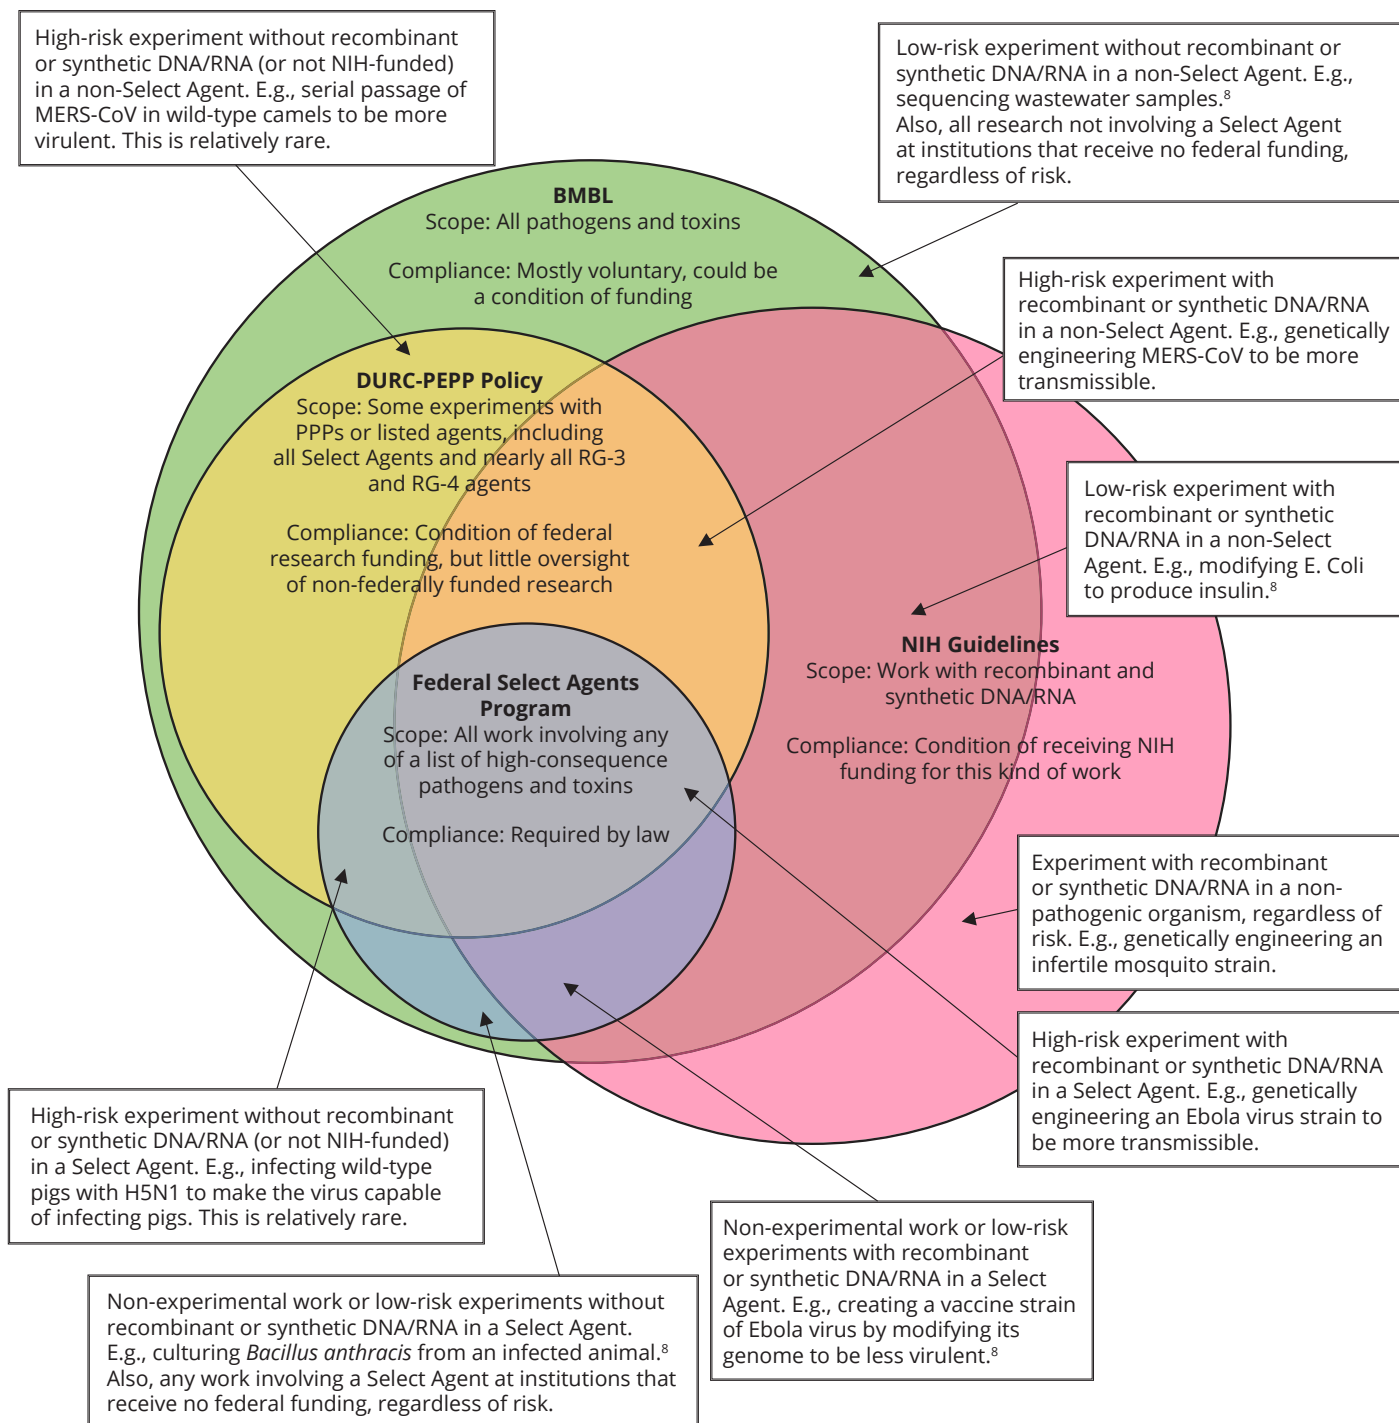 High-risk experiment without recombinant
or synthetic DNA/RNA (or not NIH-funded)
in a non-Select Agent. E.g., serial passage of
MERS-CoV in wild-type camels to be more
virulent. This is relatively rare.
Low-risk experiment without recombinant or
synthetic DNA/RNA in a non-Select Agent. E.g.,
sequencing wastewater samples.⁸
Also, all research not involving a Select Agent
at institutions that receive no federal funding,
regardless of risk.
BMBL
Scope: All pathogens and toxins
Compliance: Mostly voluntary, could be
a condition of funding
High-risk experiment with
recombinant or synthetic DNA/RNA
in a non-Select Agent. E.g., genetically
engineering MERS-CoV to be more
transmissible.
DURC-PEPP Policy
Scope: Some experiments with
PPPs or listed agents, including
all Select Agents and nearly all RG-3
and RG-4 agents
Compliance: Condition of federal
research funding, but little oversight
of non-federally funded research
Low-risk experiment with
recombinant or synthetic
DNA/RNA in a non-Select
Agent. E.g., modifying E. Coli
to produce insulin.⁸
NIH Guidelines
Scope: Work with recombinant and
synthetic DNA/RNA
Compliance: Condition of receiving NIH
funding for this kind of work
Federal Select Agents
Program
Scope: All work involving any
of a list of high-consequence
pathogens and toxins
Compliance: Required by law
Experiment with recombinant
or synthetic DNA/RNA in a non-
pathogenic organism, regardless of
risk. E.g., genetically engineering an
infertile mosquito strain.
High-risk experiment with
recombinant or synthetic DNA/RNA
in a Select Agent. E.g., genetically
engineering an Ebola virus strain to
be more transmissible.
High-risk experiment without recombinant
or synthetic DNA/RNA (or not NIH-funded)
in a Select Agent. E.g., infecting wild-type
pigs with H5N1 to make the virus capable
of infecting pigs. This is relatively rare.
Non-experimental work or low-risk
experiments with recombinant
or synthetic DNA/RNA in a Select
Agent. E.g., creating a vaccine strain
of Ebola virus by modifying its
genome to be less virulent.⁸
Non-experimental work or low-risk experiments without
recombinant or synthetic DNA/RNA in a Select Agent.
E.g., culturing Bacillus anthracis from an infected animal.⁸
Also, any work involving a Select Agent at institutions that
receive no federal funding, regardless of risk.